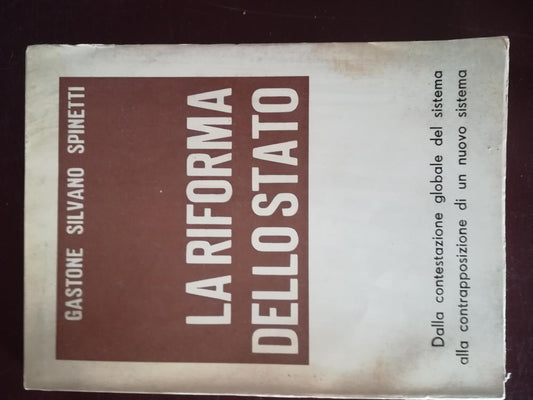 GASTONE SILVANO SPINETTI
LA RIFORMA
DELLO STATO
Dalla contestazione globale del sistema
alla contrapposizione di un nuovo sistema